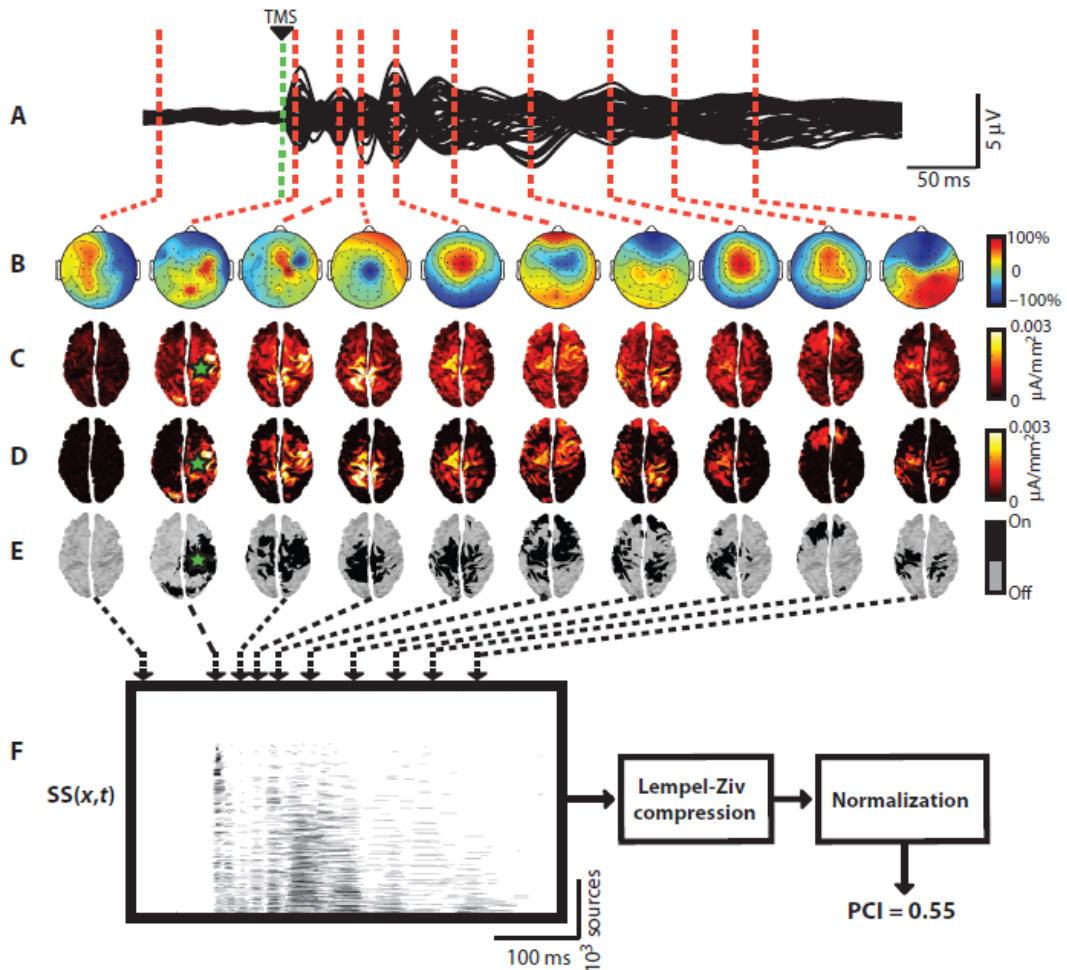 TMS
A
5 μV
50 ms
B
100%
0
−100%
C
0.003
0
μA/mm²
D
0.003
0
μA/mm²
E
On
Off
F
SS(x,t)
Lempel-Ziv
compression
Normalization
PCI = 0.55
100 ms
10³ sources